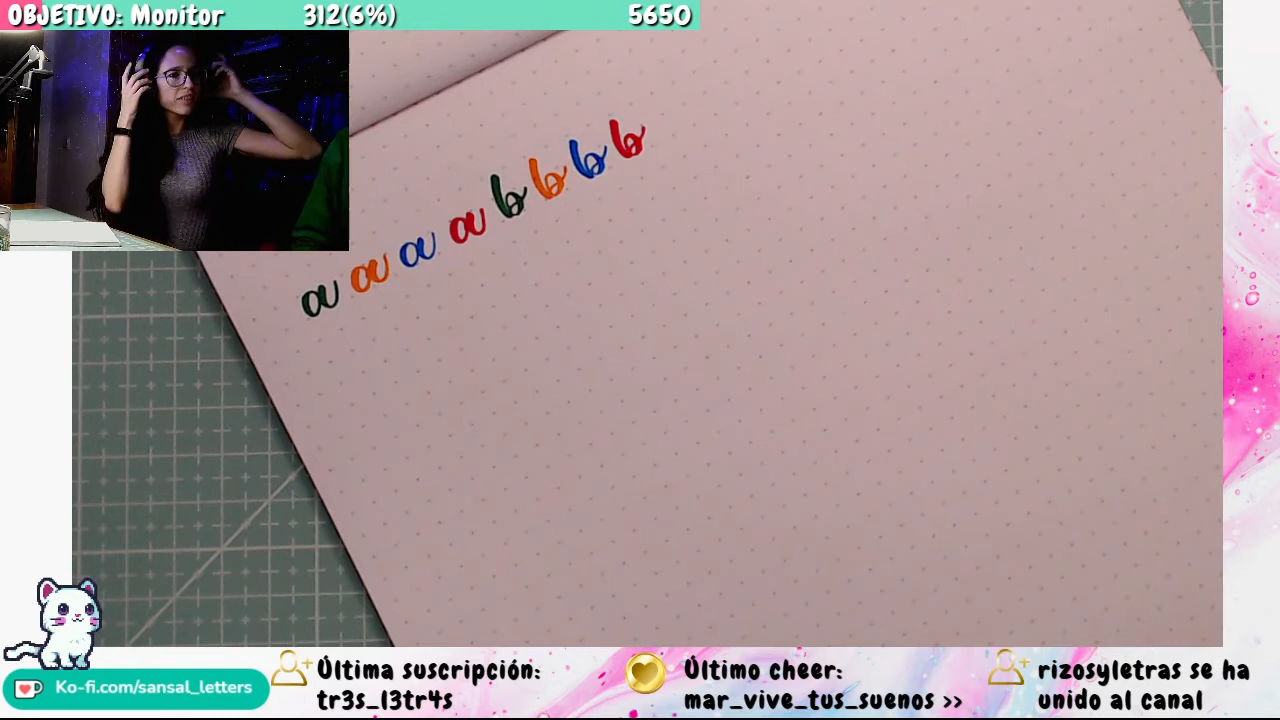 OBJETIVO: Monitor 312(6%) 5650
a a a a b b b b
Ko-fi.com/sansal_letters
Última suscripción:
tr3s_l3tr4s
Último cheer:
mar_vive_tus_suenos >>
rizosyletras se ha
unido al canal